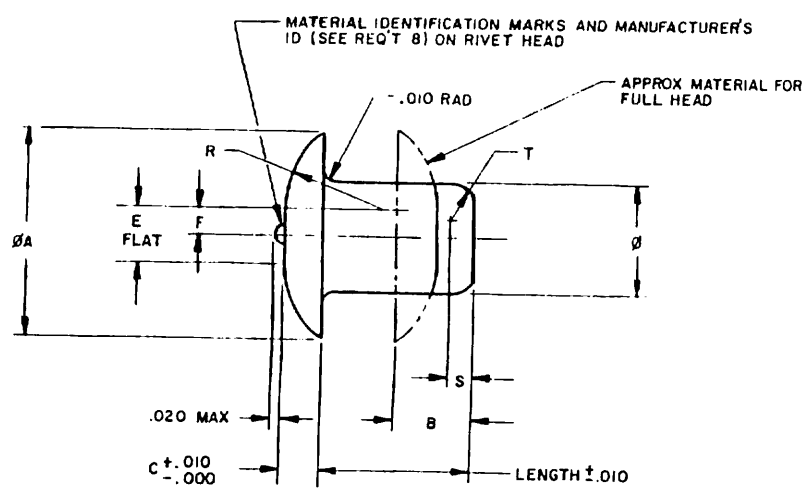 MATERIAL IDENTIFICATION MARKS AND MANUFACTURER'S
ID (SEE REQ'T 8) ON RIVET HEAD
APPROX MATERIAL FOR
FULL HEAD
-.010 RAD
R
T
E
FLAT
F
ØA
Ø
S
.020 MAX
B
C +.010
-.000
LENGTH ±.010